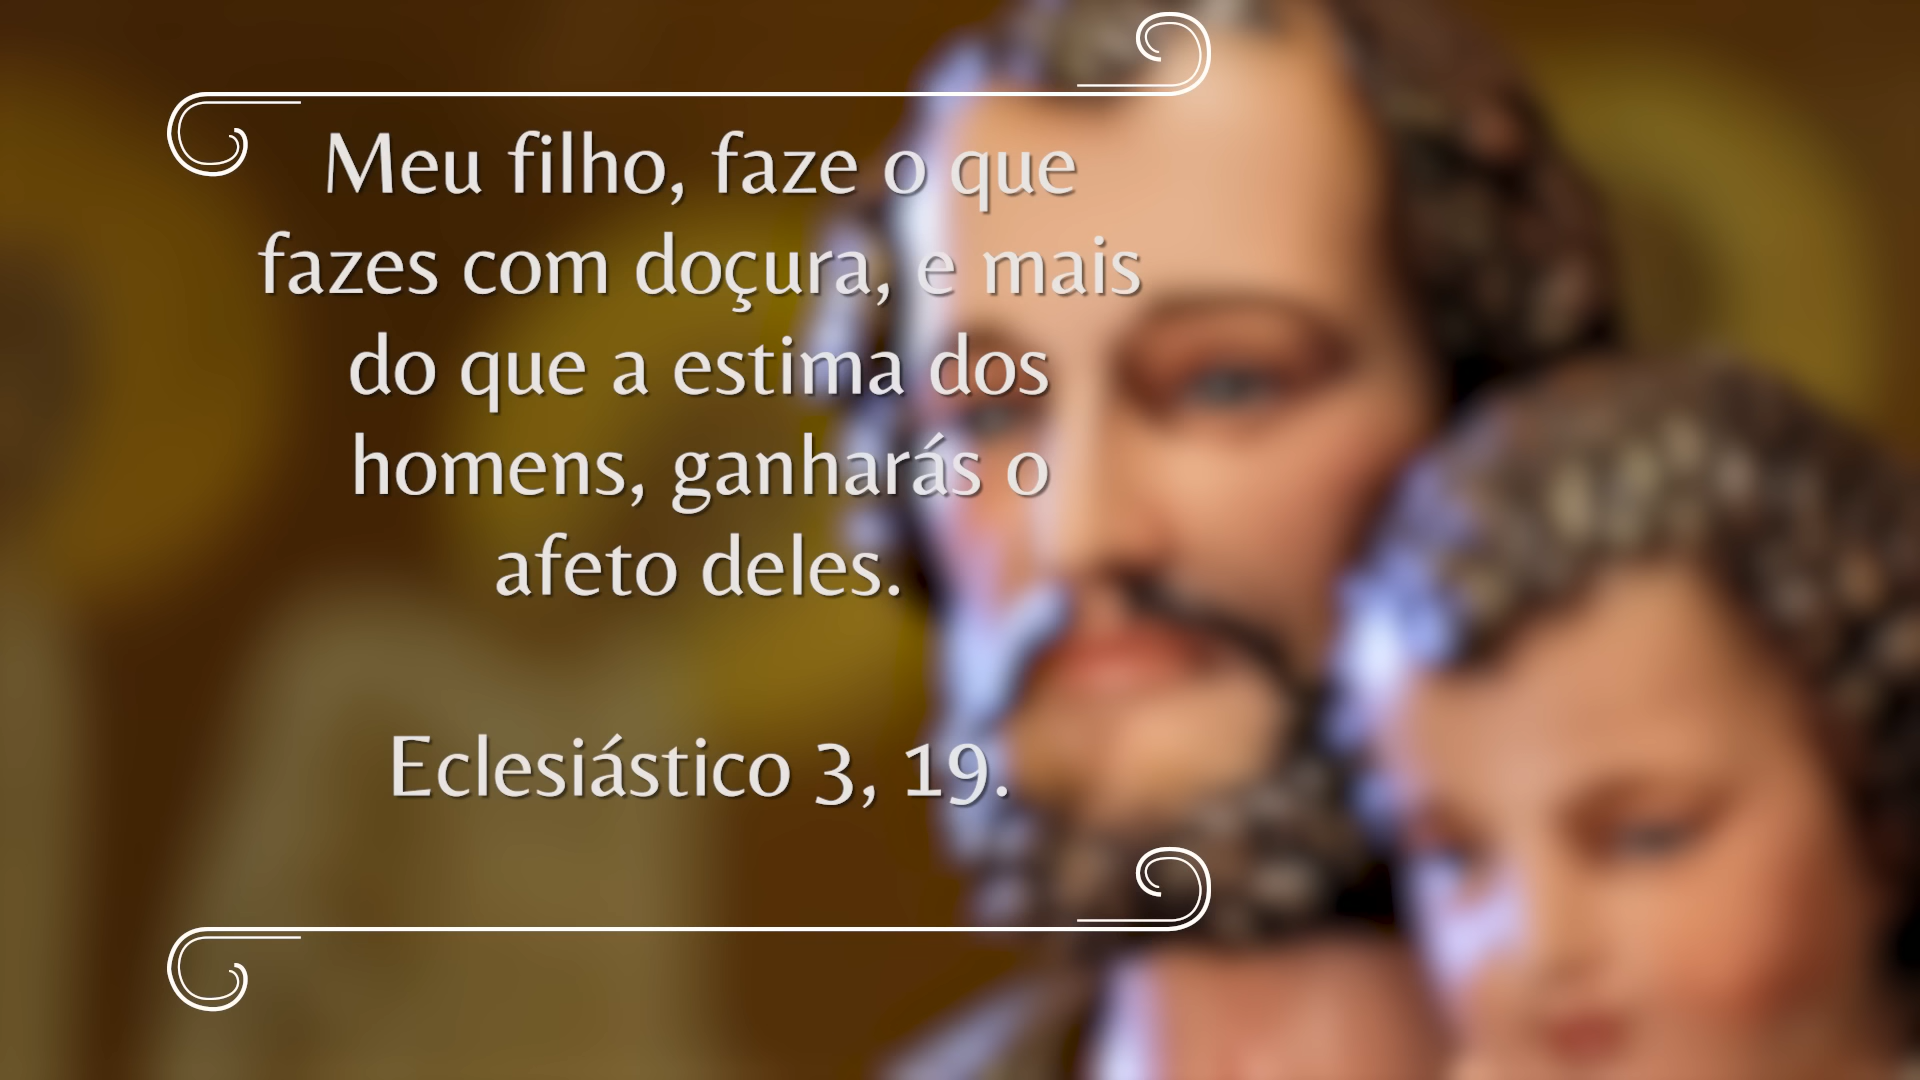 Meu filho, faze o que
fazes com doçura, e mais
do que a estima dos
homens, ganharás o
afeto deles.
Eclesiástico 3, 19.